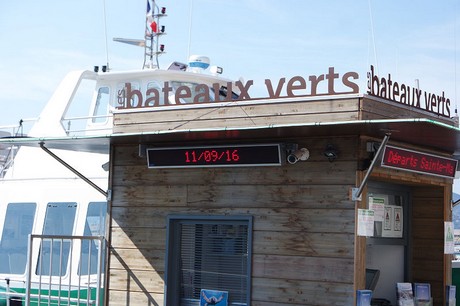 les bateaux verts
les bateaux verts
11/09/16
Départs Sainte-M